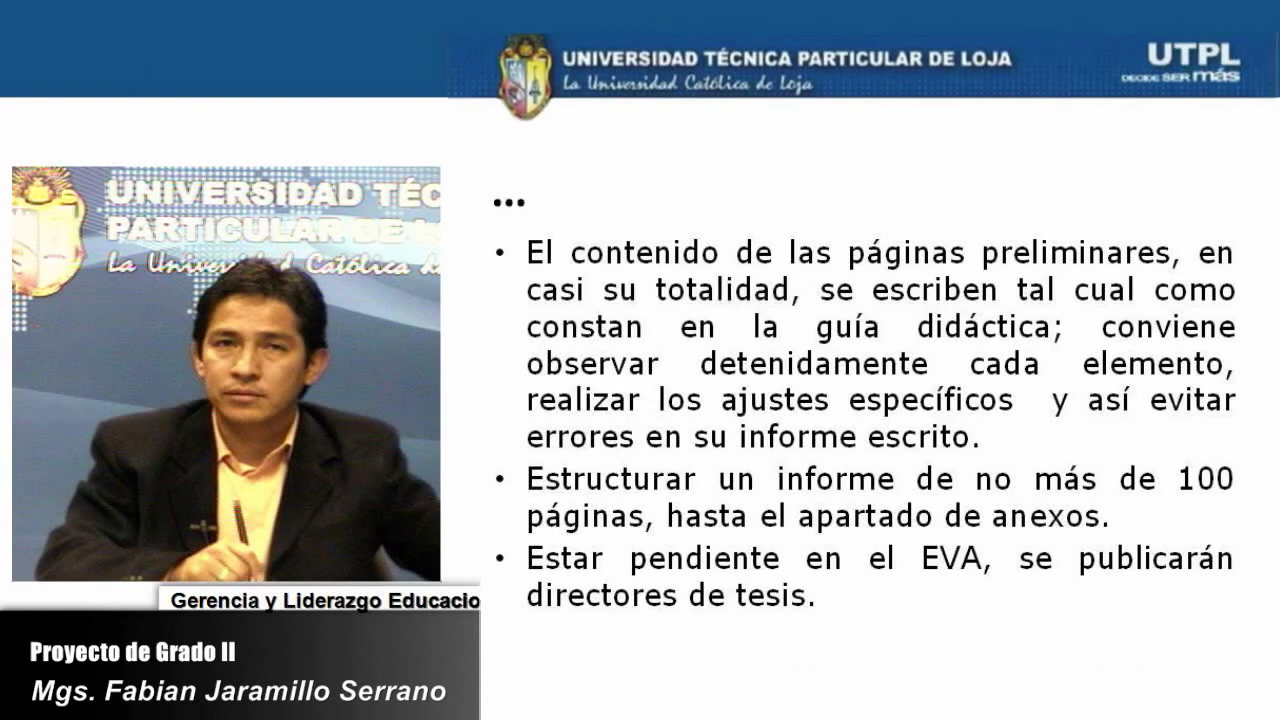 UNIVERSIDAD TÉCNICA PARTICULAR DE LOJA
La Universidad Católica de Loja
UTPL
DECIDE SER más
UNIVERSIDAD TÉC
PARTICULAR DE
La Univers Católica d
...
• El contenido de las páginas preliminares, en
casi su totalidad, se escriben tal cual como
constan en la guía didáctica; conviene
observar detenidamente cada elemento,
realizar los ajustes específicos y así evitar
errores en su informe escrito.
• Estructurar un informe de no más de 100
páginas, hasta el apartado de anexos.
• Estar pendiente en el EVA, se publicarán
directores de tesis.
Gerencia y Liderazgo Educacio
Proyecto de Grado II
Mgs. Fabian Jaramillo Serrano